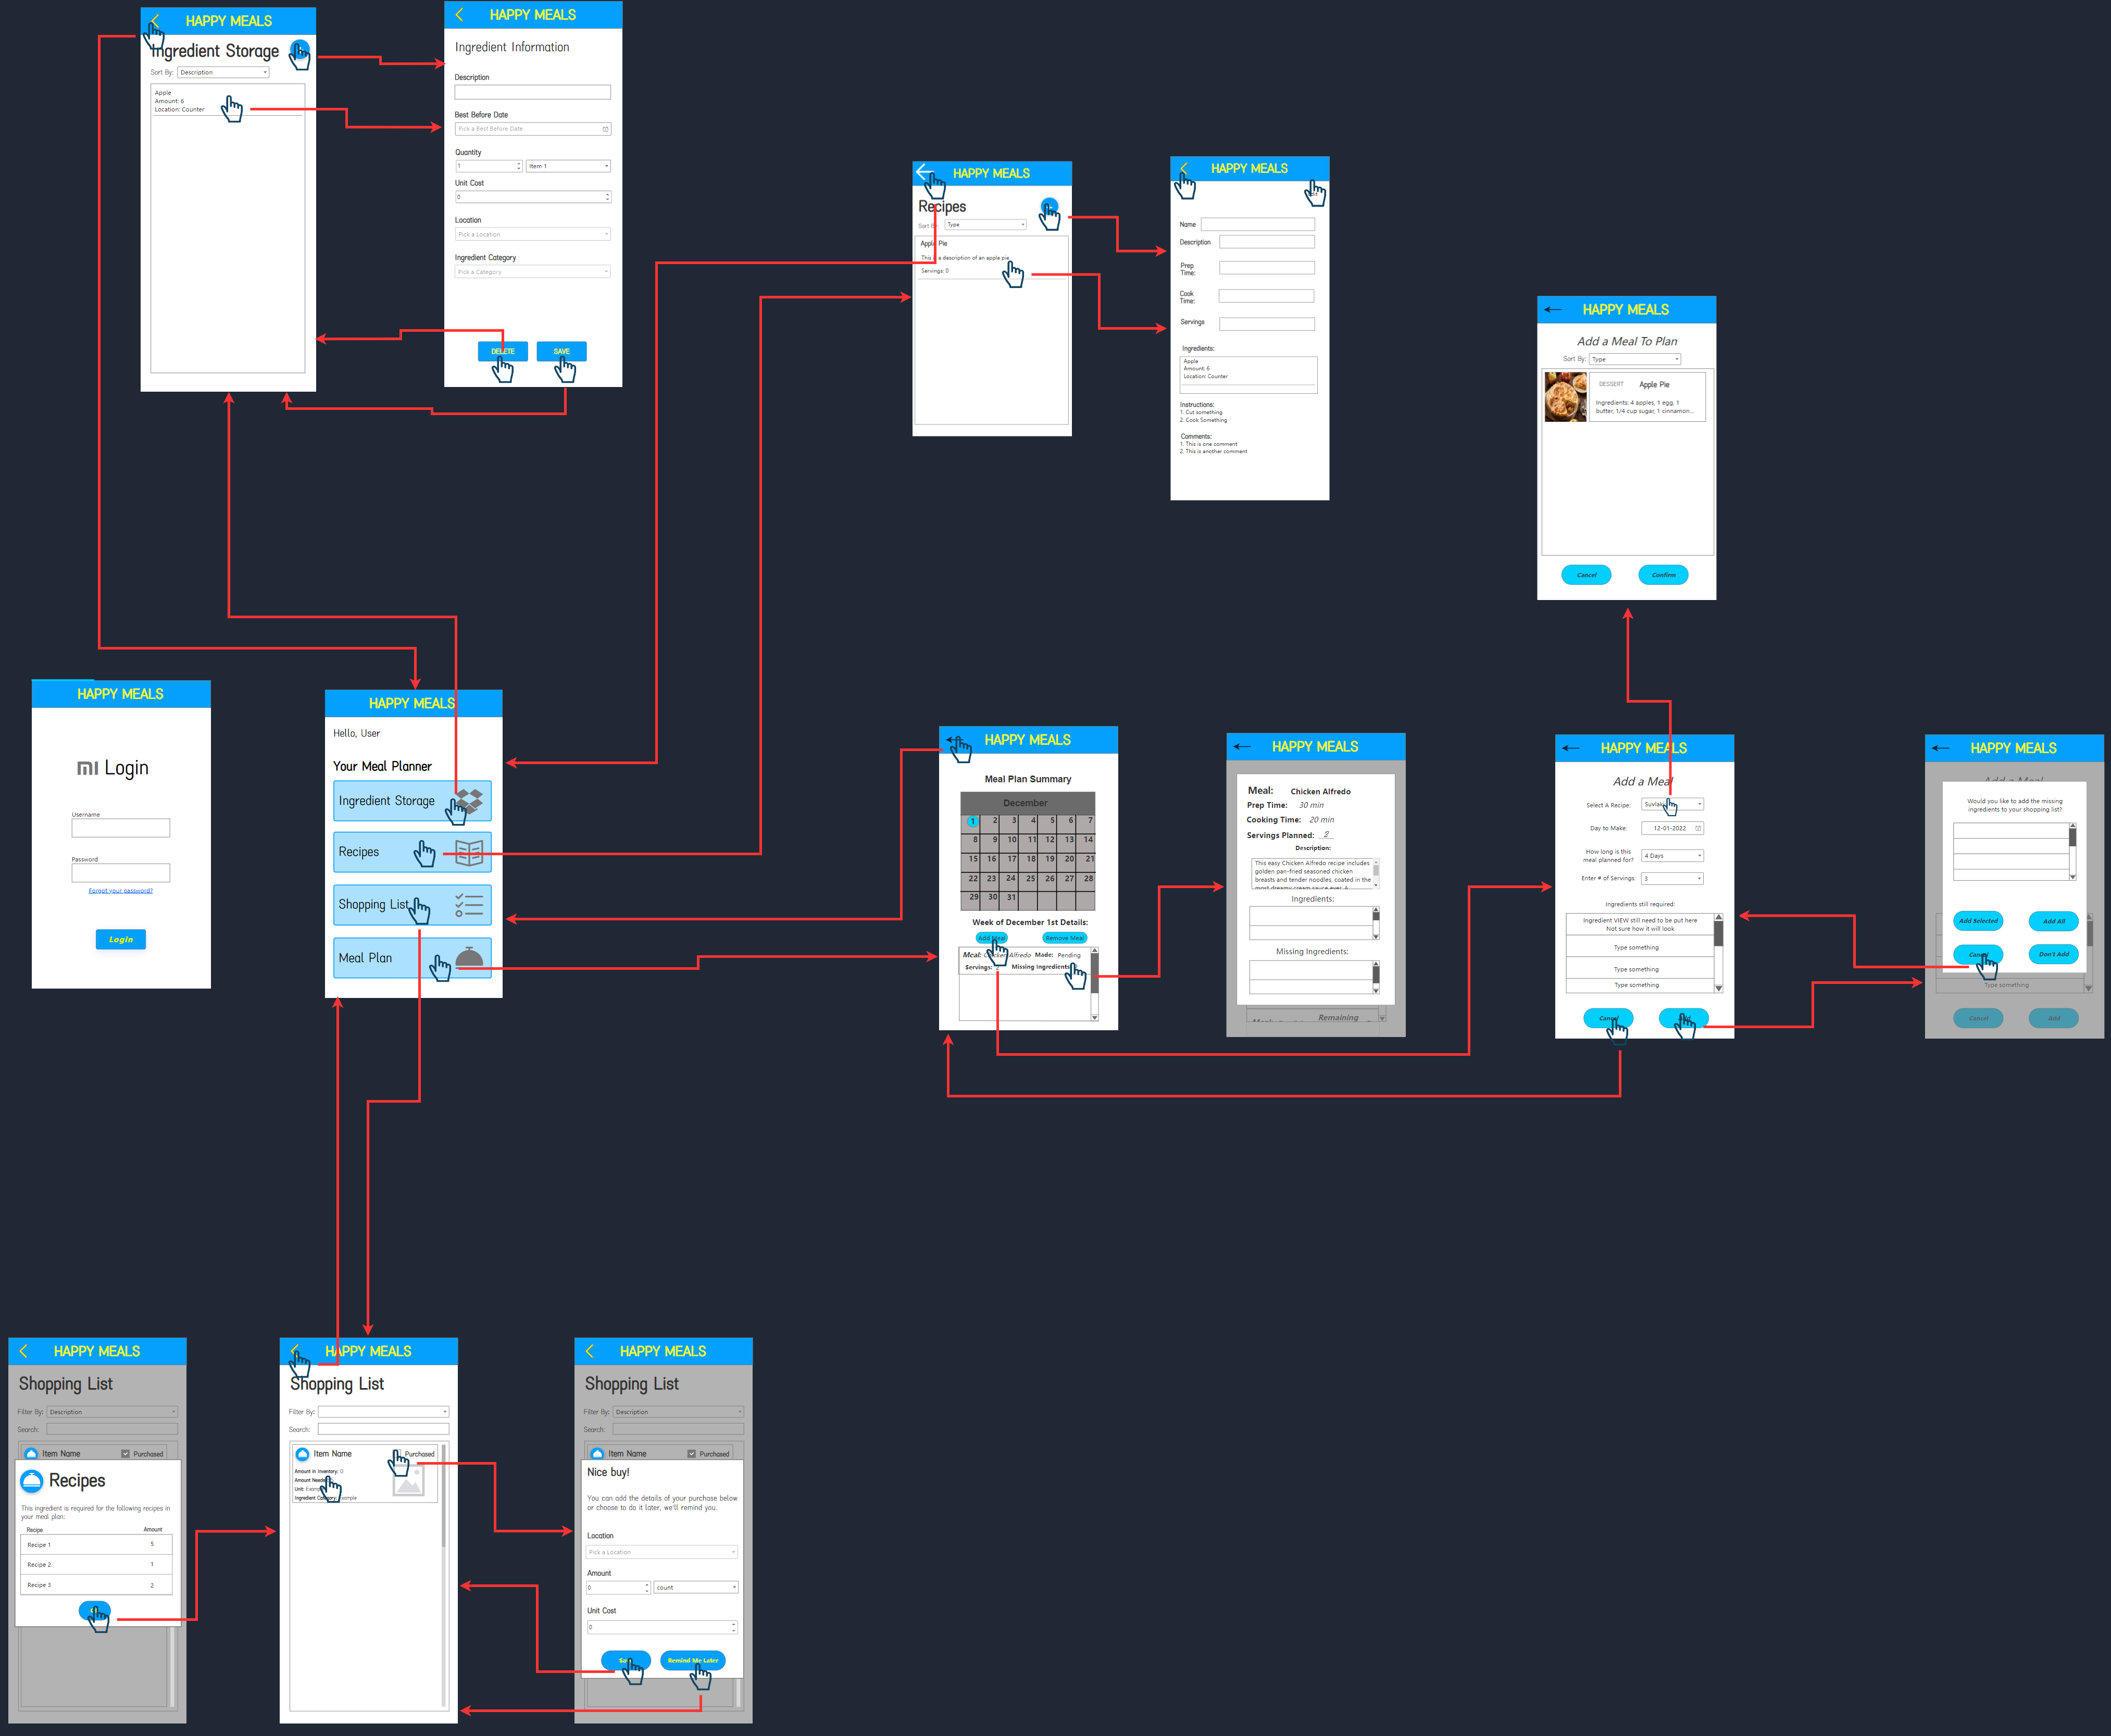 HAPPY MEALS
Ingredient Storage
Sort By: Description
Apple
Amount: 6
Location: Counter
HAPPY MEALS
Ingredient Information
Description
Best Before Date
Pick a Best Before Date
Quantity
1 Item 1
Unit Cost
0
Location
Pick a Location
Ingredient Category
Pick a Category
DELETE SAVE
HAPPY MEALS
Recipes
Sort By: Type
Apple Pie
This is a description of an apple pie
Servings: 0
HAPPY MEALS
Name
Description
Prep
Time:
Cook
Time:
Servings
Ingredients:
Apple
Amount: 6
Location: Counter
Instructions:
1. Cut something
2. Cook Something
Comments:
1. This is one comment
2. This is another comment
HAPPY MEALS
Add a Meal To Plan
Sort By: Type
DESSERT Apple Pie
Ingredients: 4 apples, 1 egg, 1
butter, 1/4 cup sugar, 1 cinnamon...
Cancel Confirm
HAPPY MEALS
Login
Username
Password
Forgot your password?
Login
HAPPY MEALS
Hello, User
Your Meal Planner
Ingredient Storage
Recipes
Shopping List
Meal Plan
HAPPY MEALS
Meal Plan Summary
December
1 2 3 4 5 6 7
8 9 10 11 12 13 14
15 16 17 18 19 20 21
22 23 24 25 26 27 28
29 30 31
Week of December 1st Details:
Add Meal Remove Meal
Meal: Chicken Alfredo Made: Pending
Servings: 2 Missing Ingredients:
HAPPY MEALS
Meal: Chicken Alfredo
Prep Time: 30 min
Cooking Time: 20 min
Servings Planned: 2
Description:
This easy Chicken Alfredo recipe includes
golden pan-fried seasoned chicken
breasts and tender noodles, coated in the
most dreamy cream sauce ever. A
Ingredients:
Missing Ingredients:
Remaining
HAPPY MEALS
Add a Meal
Select A Recipe: Suvlaki
Day to Make: 12-01-2022
How long is this
meal planned for? 4 Days
Enter # of Servings: 3
Ingredients still required:
Ingredient VIEW still need to be put here
Not sure how it will look
Type something
Type something
Type something
Cancel Add
HAPPY MEALS
Add a Meal
Would you like to add the missing
ingredients to your shopping list?
Add Selected Add All
Cancel Don't Add
Type something
Cancel Add
HAPPY MEALS
Shopping List
Filter By: Description
Search:
Item Name Purchased
Recipes
This ingredient is required for the following recipes in
your meal plan:
Recipe Amount
Recipe 1 5
Recipe 2 1
Recipe 3 2
HAPPY MEALS
Shopping List
Filter By:
Search:
Item Name Purchased
Amount in Inventory: 0
Amount Needed:
Unit: Example
Ingredient Category: Example
HAPPY MEALS
Shopping List
Filter By: Description
Search:
Item Name Purchased
Nice buy!
You can add the details of your purchase below
or choose to do it later, we'll remind you.
Location
Pick a Location
Amount
0 count
Unit Cost
0
Save Remind Me Later